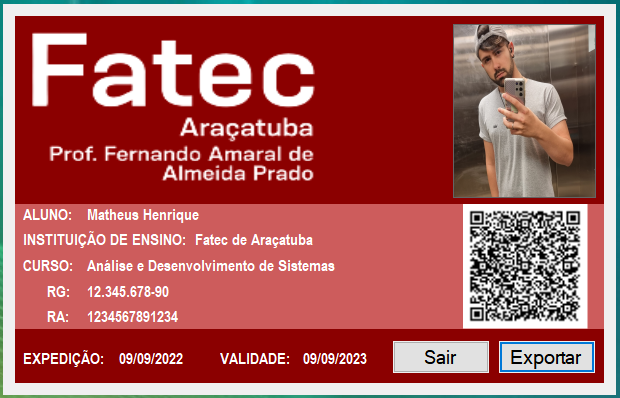 Fatec
Araçatuba
Prof. Fernando Amaral de
Almeida Prado
ALUNO: Matheus Henrique
INSTITUIÇÃO DE ENSINO: Fatec de Araçatuba
CURSO: Análise e Desenvolvimento de Sistemas
RG: 12.345.678-90
RA: 1234567891234
EXPEDIÇÃO: 09/09/2022 VALIDADE: 09/09/2023 Sair Exportar